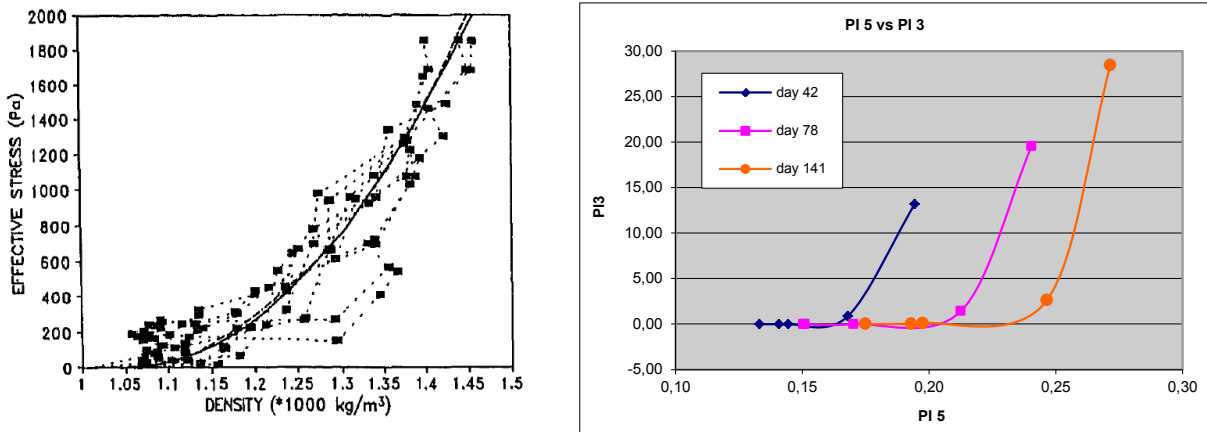 2000
1800
1600
1400
1200
1000
800
600
400
200
0
EFFECTIVE STRESS (Pa)
1 1.05 1.1 1.15 1.2 1.25 1.3 1.35 1.4 1.45 1.5
DENSITY (*1000 kg/m³)
PI 5 vs PI 3
30,00
25,00
20,00
15,00
10,00
5,00
0,00
-5,00
PI3
day 42
day 78
day 141
0,10 0,15 0,20 0,25 0,30
PI 5